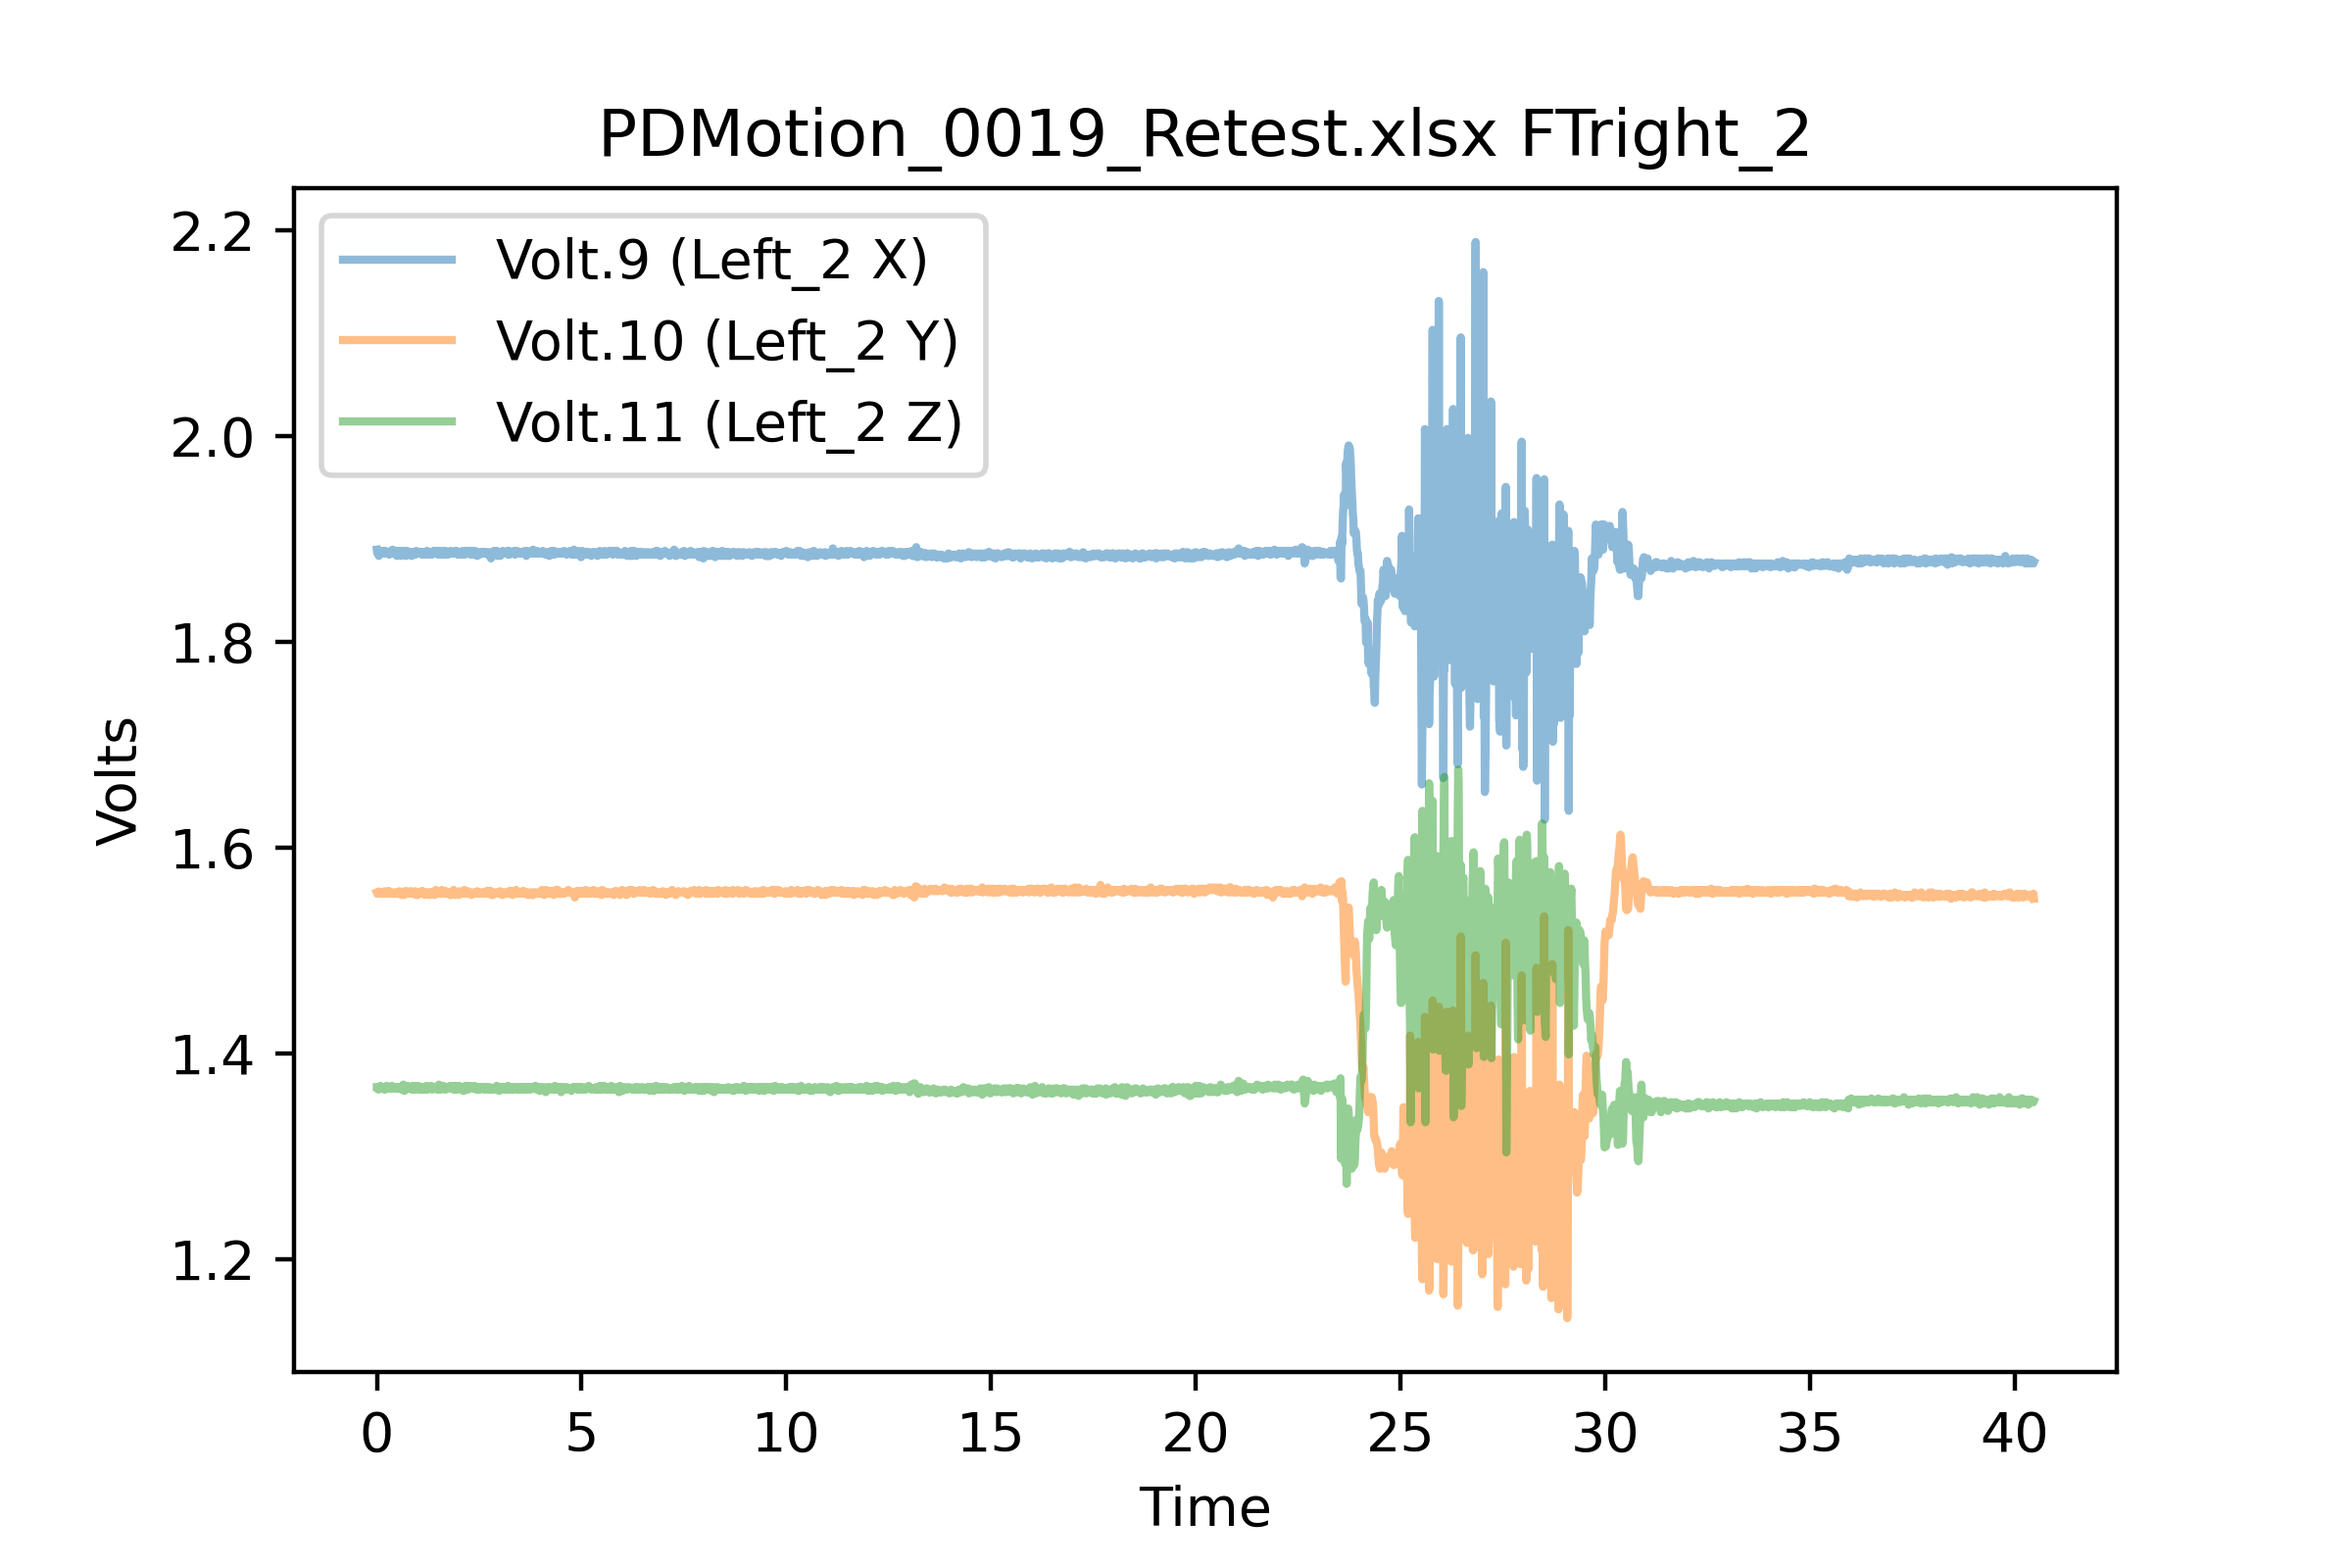 PDMotion_0019_Retest.xlsx FTright_2
Volt.9 (Left_2 X)
Volt.10 (Left_2 Y)
Volt.11 (Left_2 Z)
2.2
2.0
1.8
1.6
1.4
1.2
Volts
0 5 10 15 20 25 30 35 40
Time